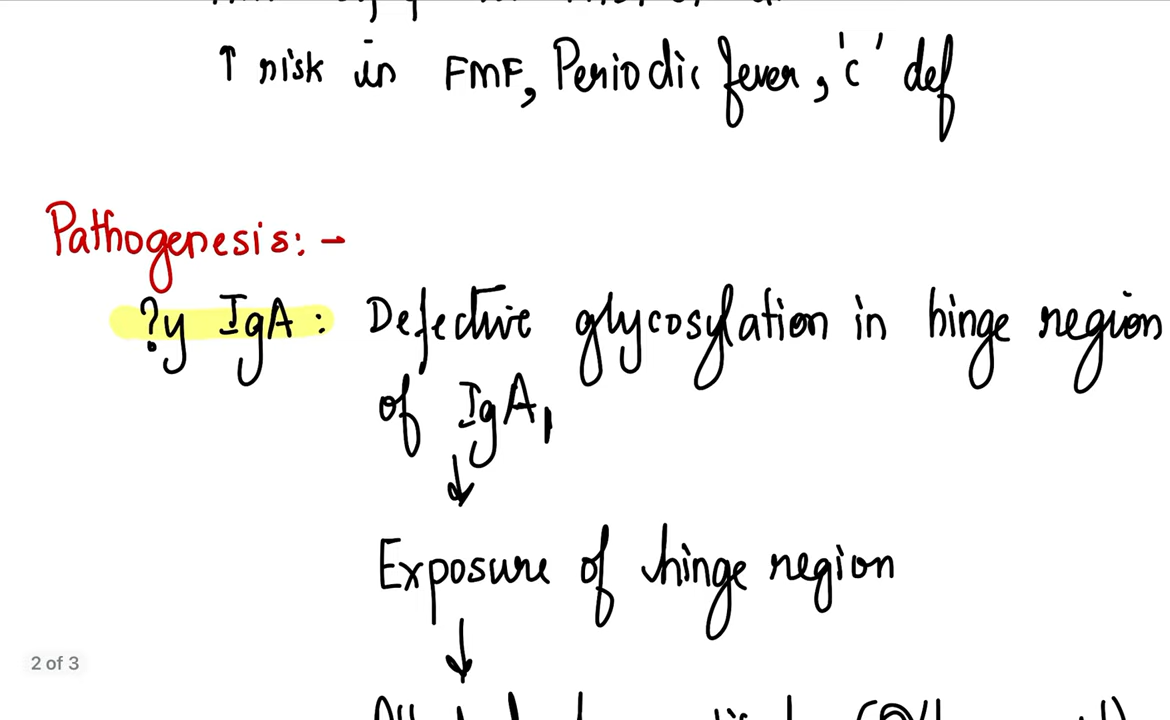 ↑ risk in FMF, Periodic fever, 'c' def
Pathogenesis: -
?y IgA : Defective glycosylation in hinge region
of IgA1
↓
Exposure of hinge region
↓
2 of 3